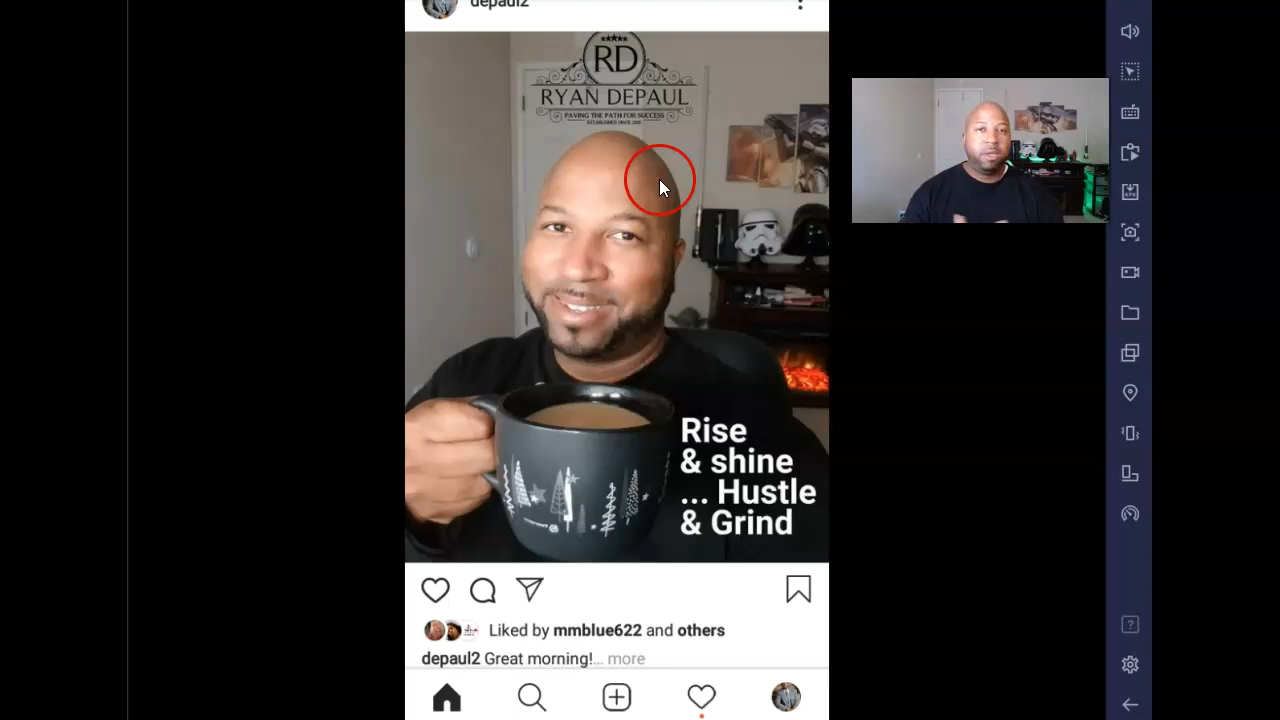 depaul2
RD
RYAN DEPAUL
PAVING THE PATH FOR SUCCESS
Rise
& shine
... Hustle
& Grind
Liked by mmblue622 and others
depaul2 Great morning!... more